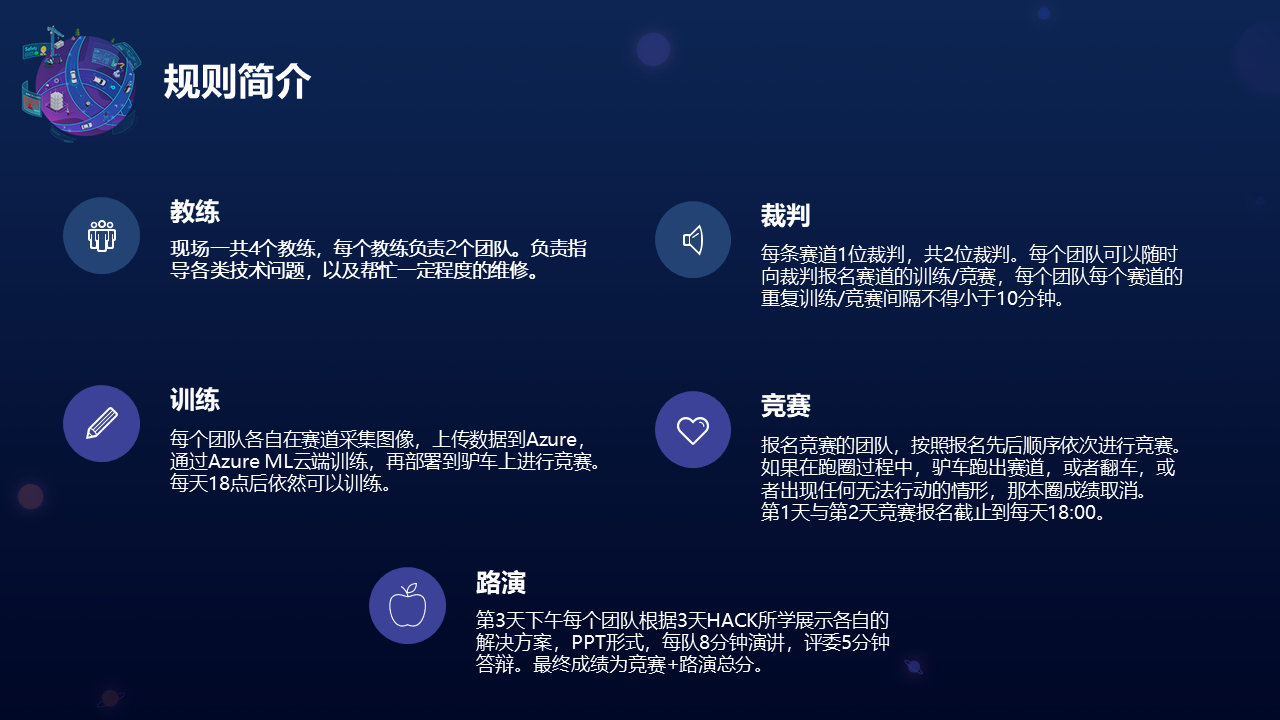 规则简介
教练
现场一共4个教练，每个教练负责2个团队。负责指
导各类技术问题，以及帮忙一定程度的维修。
裁判
每条赛道1位裁判，共2位裁判。每个团队可以随时
向裁判报名赛道的训练/竞赛，每个团队每个赛道的
重复训练/竞赛间隔不得小于10分钟。
训练
每个团队各自在赛道采集图像，上传数据到Azure，
通过Azure ML云端训练，再部署到驴车上进行竞赛。
每天18点后依然可以训练。
竞赛
报名竞赛的团队，按照报名先后顺序依次进行竞赛。
如果在跑圈过程中，驴车跑出赛道，或者翻车，或
者出现任何无法行动的情形，那本圈成绩取消。
第1天与第2天竞赛报名截止到每天18:00。
路演
第3天下午每个团队根据3天HACK所学展示各自的
解决方案，PPT形式，每队8分钟演讲，评委5分钟
答辩。最终成绩为竞赛+路演总分。